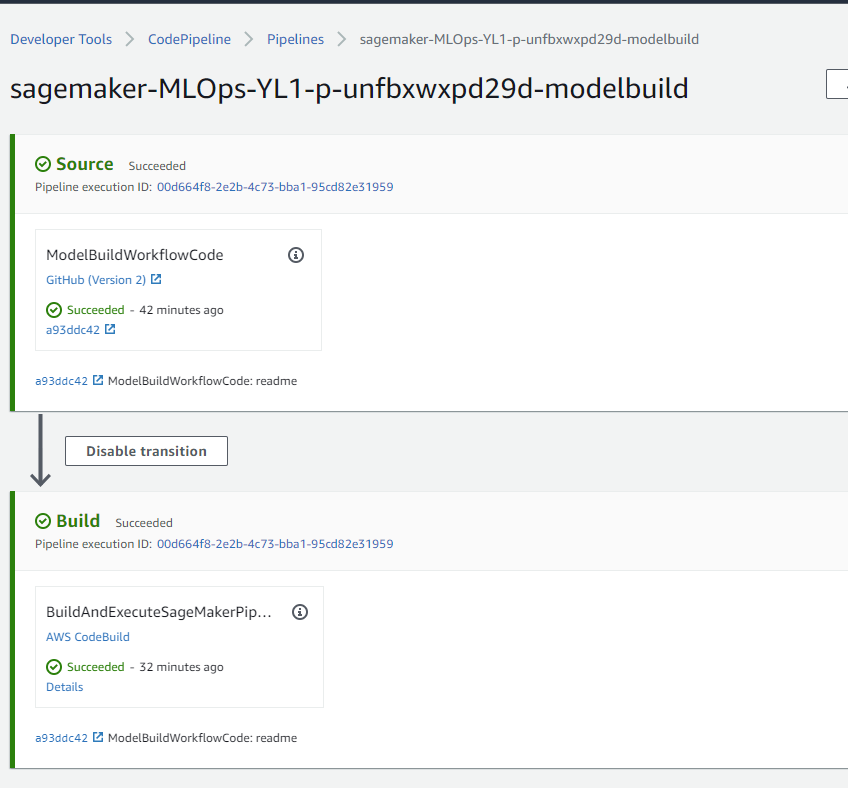 Developer Tools > CodePipeline > Pipelines > sagemaker-MLOps-YL1-p-unfbxwxpd29d-modelbuild
sagemaker-MLOps-YL1-p-unfbxwxpd29d-modelbuild
Source Succeeded
Pipeline execution ID: 00d664f8-2e2b-4c73-bba1-95cd82e31959
ModelBuildWorkflowCode
GitHub (Version 2)
Succeeded - 42 minutes ago
a93ddc42
a93ddc42 ModelBuildWorkflowCode: readme
Disable transition
Build Succeeded
Pipeline execution ID: 00d664f8-2e2b-4c73-bba1-95cd82e31959
BuildAndExecuteSageMakerPip...
AWS CodeBuild
Succeeded - 32 minutes ago
Details
a93ddc42 ModelBuildWorkflowCode: readme